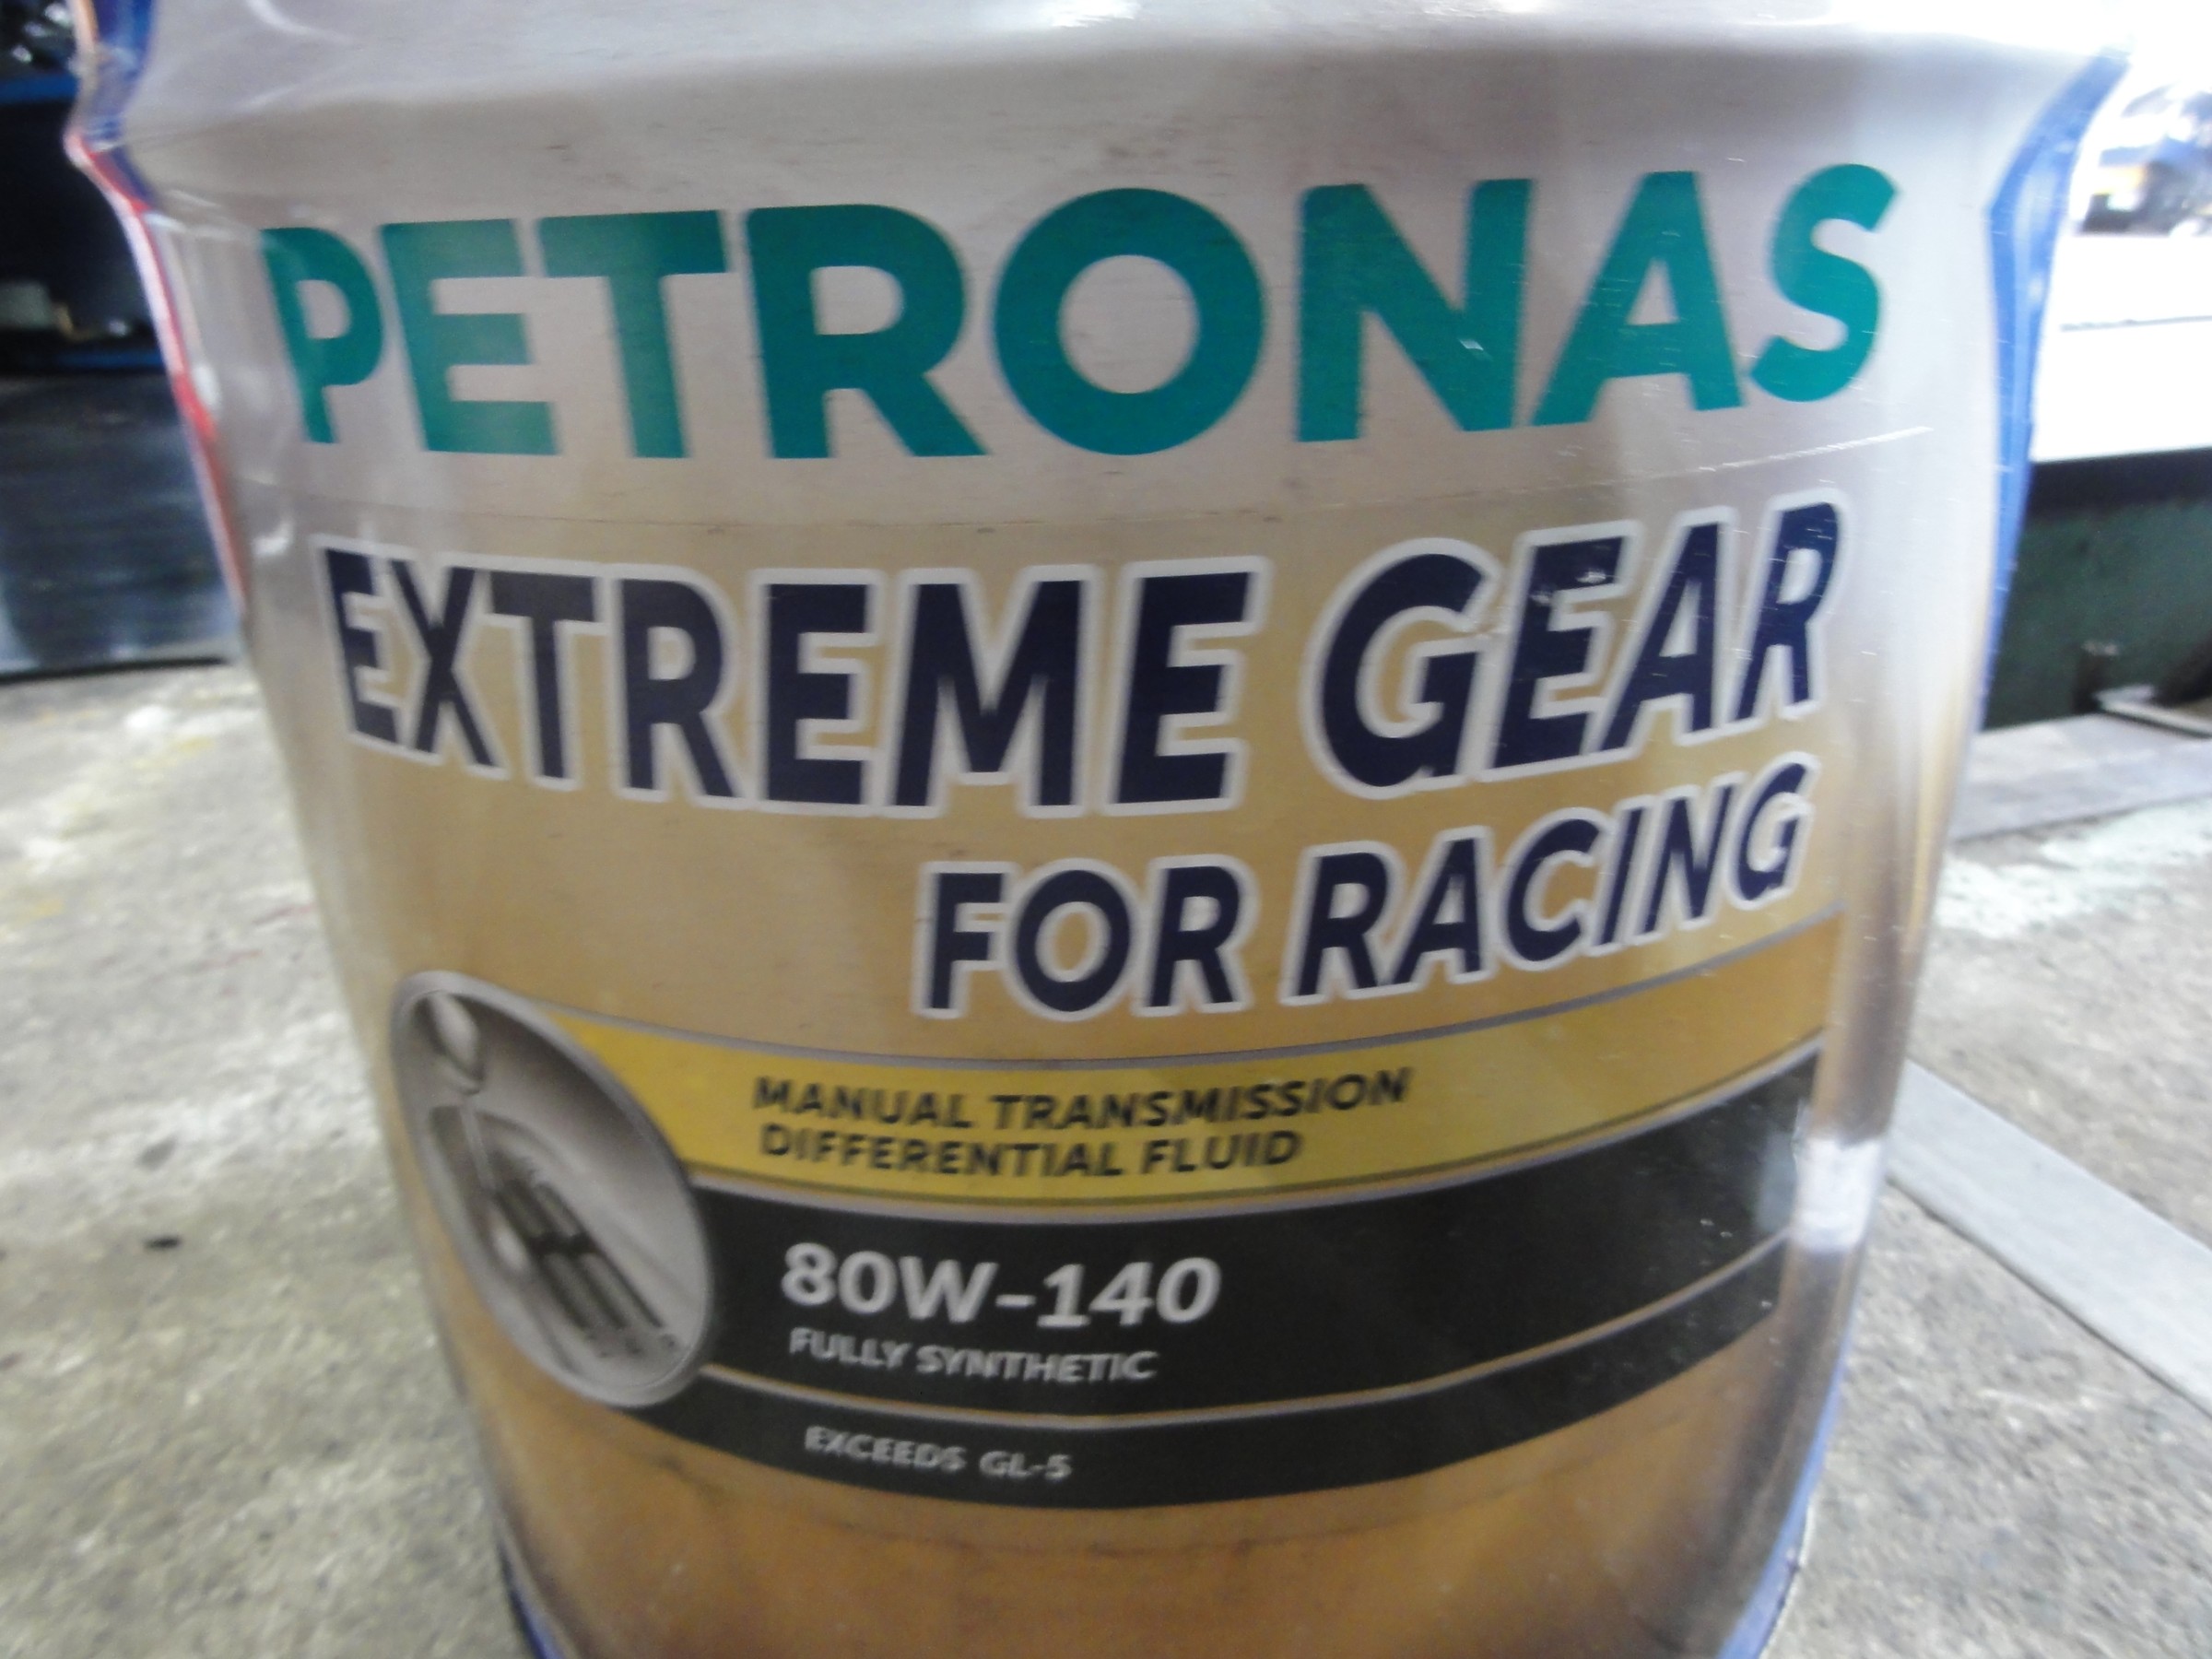 PETRONAS
EXTREME GEAR
FOR RACING
MANUAL TRANSMISSION
DIFFERENTIAL FLUID
80W-140
FULLY SYNTHETIC
EXCEEDS GL-5